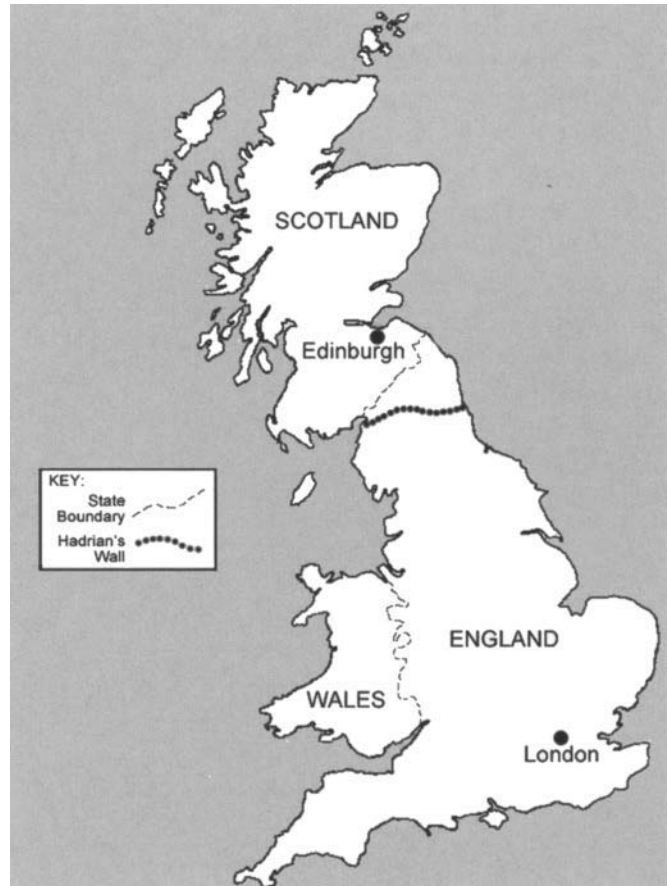 SCOTLAND
Edinburgh
KEY:
State
Boundary
Hadrian's
Wall
ENGLAND
WALES
London